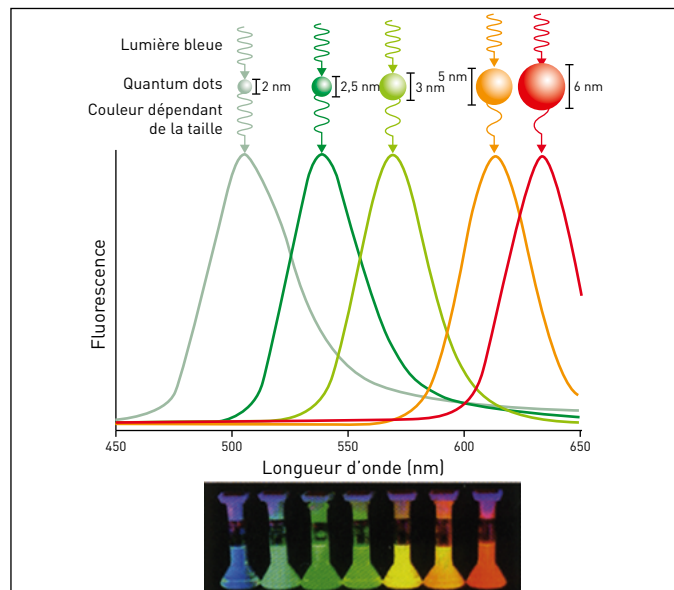 Lumière bleue
Quantum dots
2 nm
2,5 nm
3 nm
5 nm
6 nm
Couleur dépendant
de la taille
Fluorescence
450
500
550
600
650
Longueur d'onde (nm)